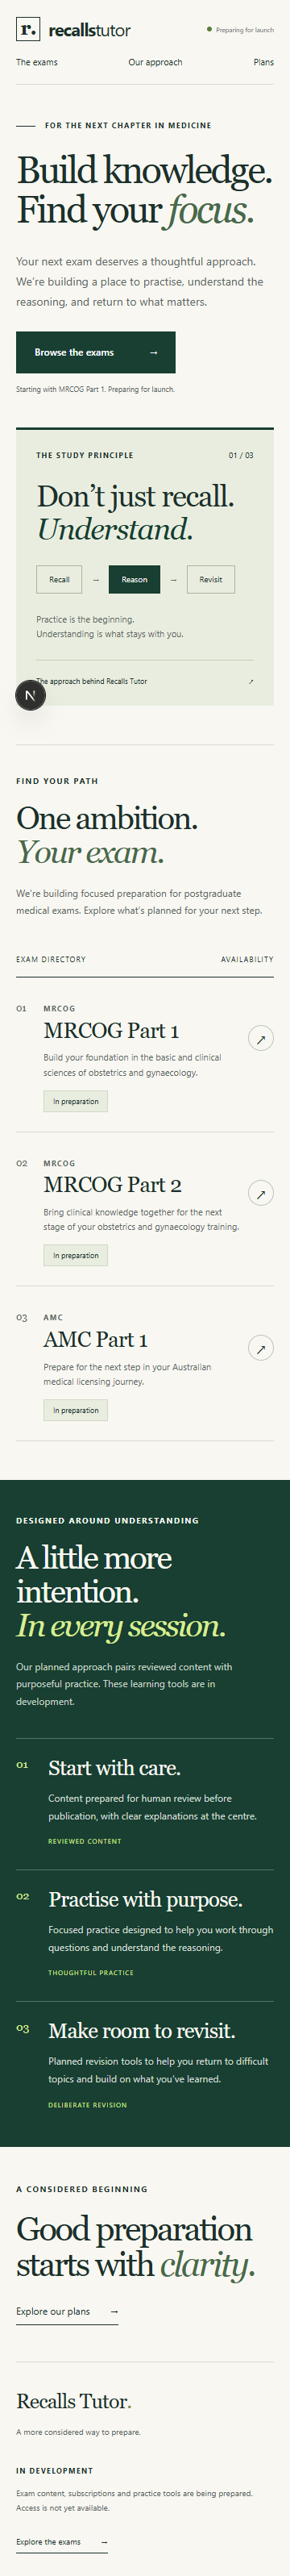 r. recallstutor
Preparing for launch
The exams Our approach Plans
FOR THE NEXT CHAPTER IN MEDICINE
Build knowledge.
Find your focus.
Your next exam deserves a thoughtful approach.
We're building a place to practise, understand the
reasoning, and return to what matters.
Browse the exams →
Starting with MRCOG Part 1. Preparing for launch.
THE STUDY PRINCIPLE 01 / 03
Don't just recall.
Understand.
Recall → Reason → Revisit
Practice is the beginning.
Understanding is what stays with you.
The approach behind Recalls Tutor ↗
N
FIND YOUR PATH
One ambition.
Your exam.
We're building focused preparation for postgraduate
medical exams. Explore what's planned for your next step.
EXAM DIRECTORY AVAILABILITY
01 MRCOG
MRCOG Part 1 ↗
Build your foundation in the basic and clinical
sciences of obstetrics and gynaecology.
In preparation
02 MRCOG
MRCOG Part 2 ↗
Bring clinical knowledge together for the next
stage of your obstetrics and gynaecology training.
In preparation
03 AMC
AMC Part 1 ↗
Prepare for the next step in your Australian
medical licensing journey.
In preparation
DESIGNED AROUND UNDERSTANDING
A little more
intention.
In every session.
Our planned approach pairs reviewed content with
purposeful practice. These learning tools are in
development.
01 Start with care.
Content prepared for human review before
publication, with clear explanations at the centre.
REVIEWED CONTENT
02 Practise with purpose.
Focused practice designed to help you work through
questions and understand the reasoning.
THOUGHTFUL PRACTICE
03 Make room to revisit.
Planned revision tools to help you return to difficult
topics and build on what you've learned.
DELIBERATE REVISION
A CONSIDERED BEGINNING
Good preparation
starts with clarity.
Explore our plans →
Recalls Tutor.
A more considered way to prepare.
IN DEVELOPMENT
Exam content, subscriptions and practice tools are being prepared.
Access is not yet available.
Explore the exams →